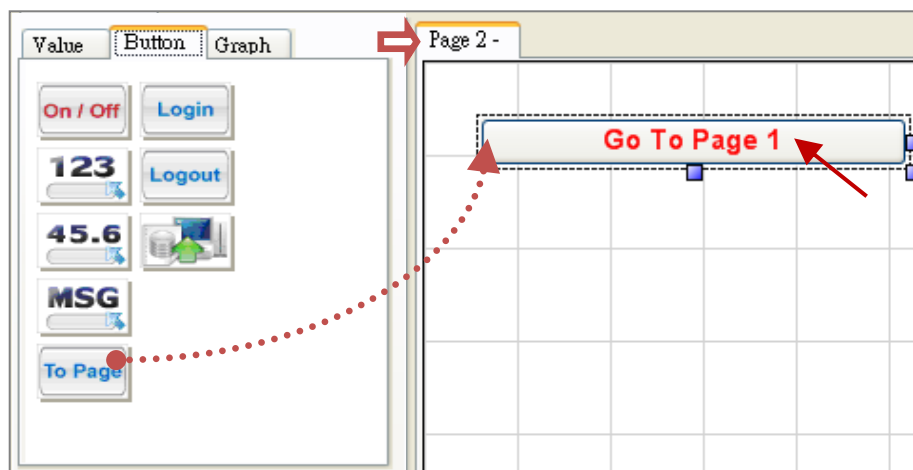 Value Button Graph
On / Off Login
123 Logout
45.6
MSG
To Page
Page 2 -
Go To Page 1